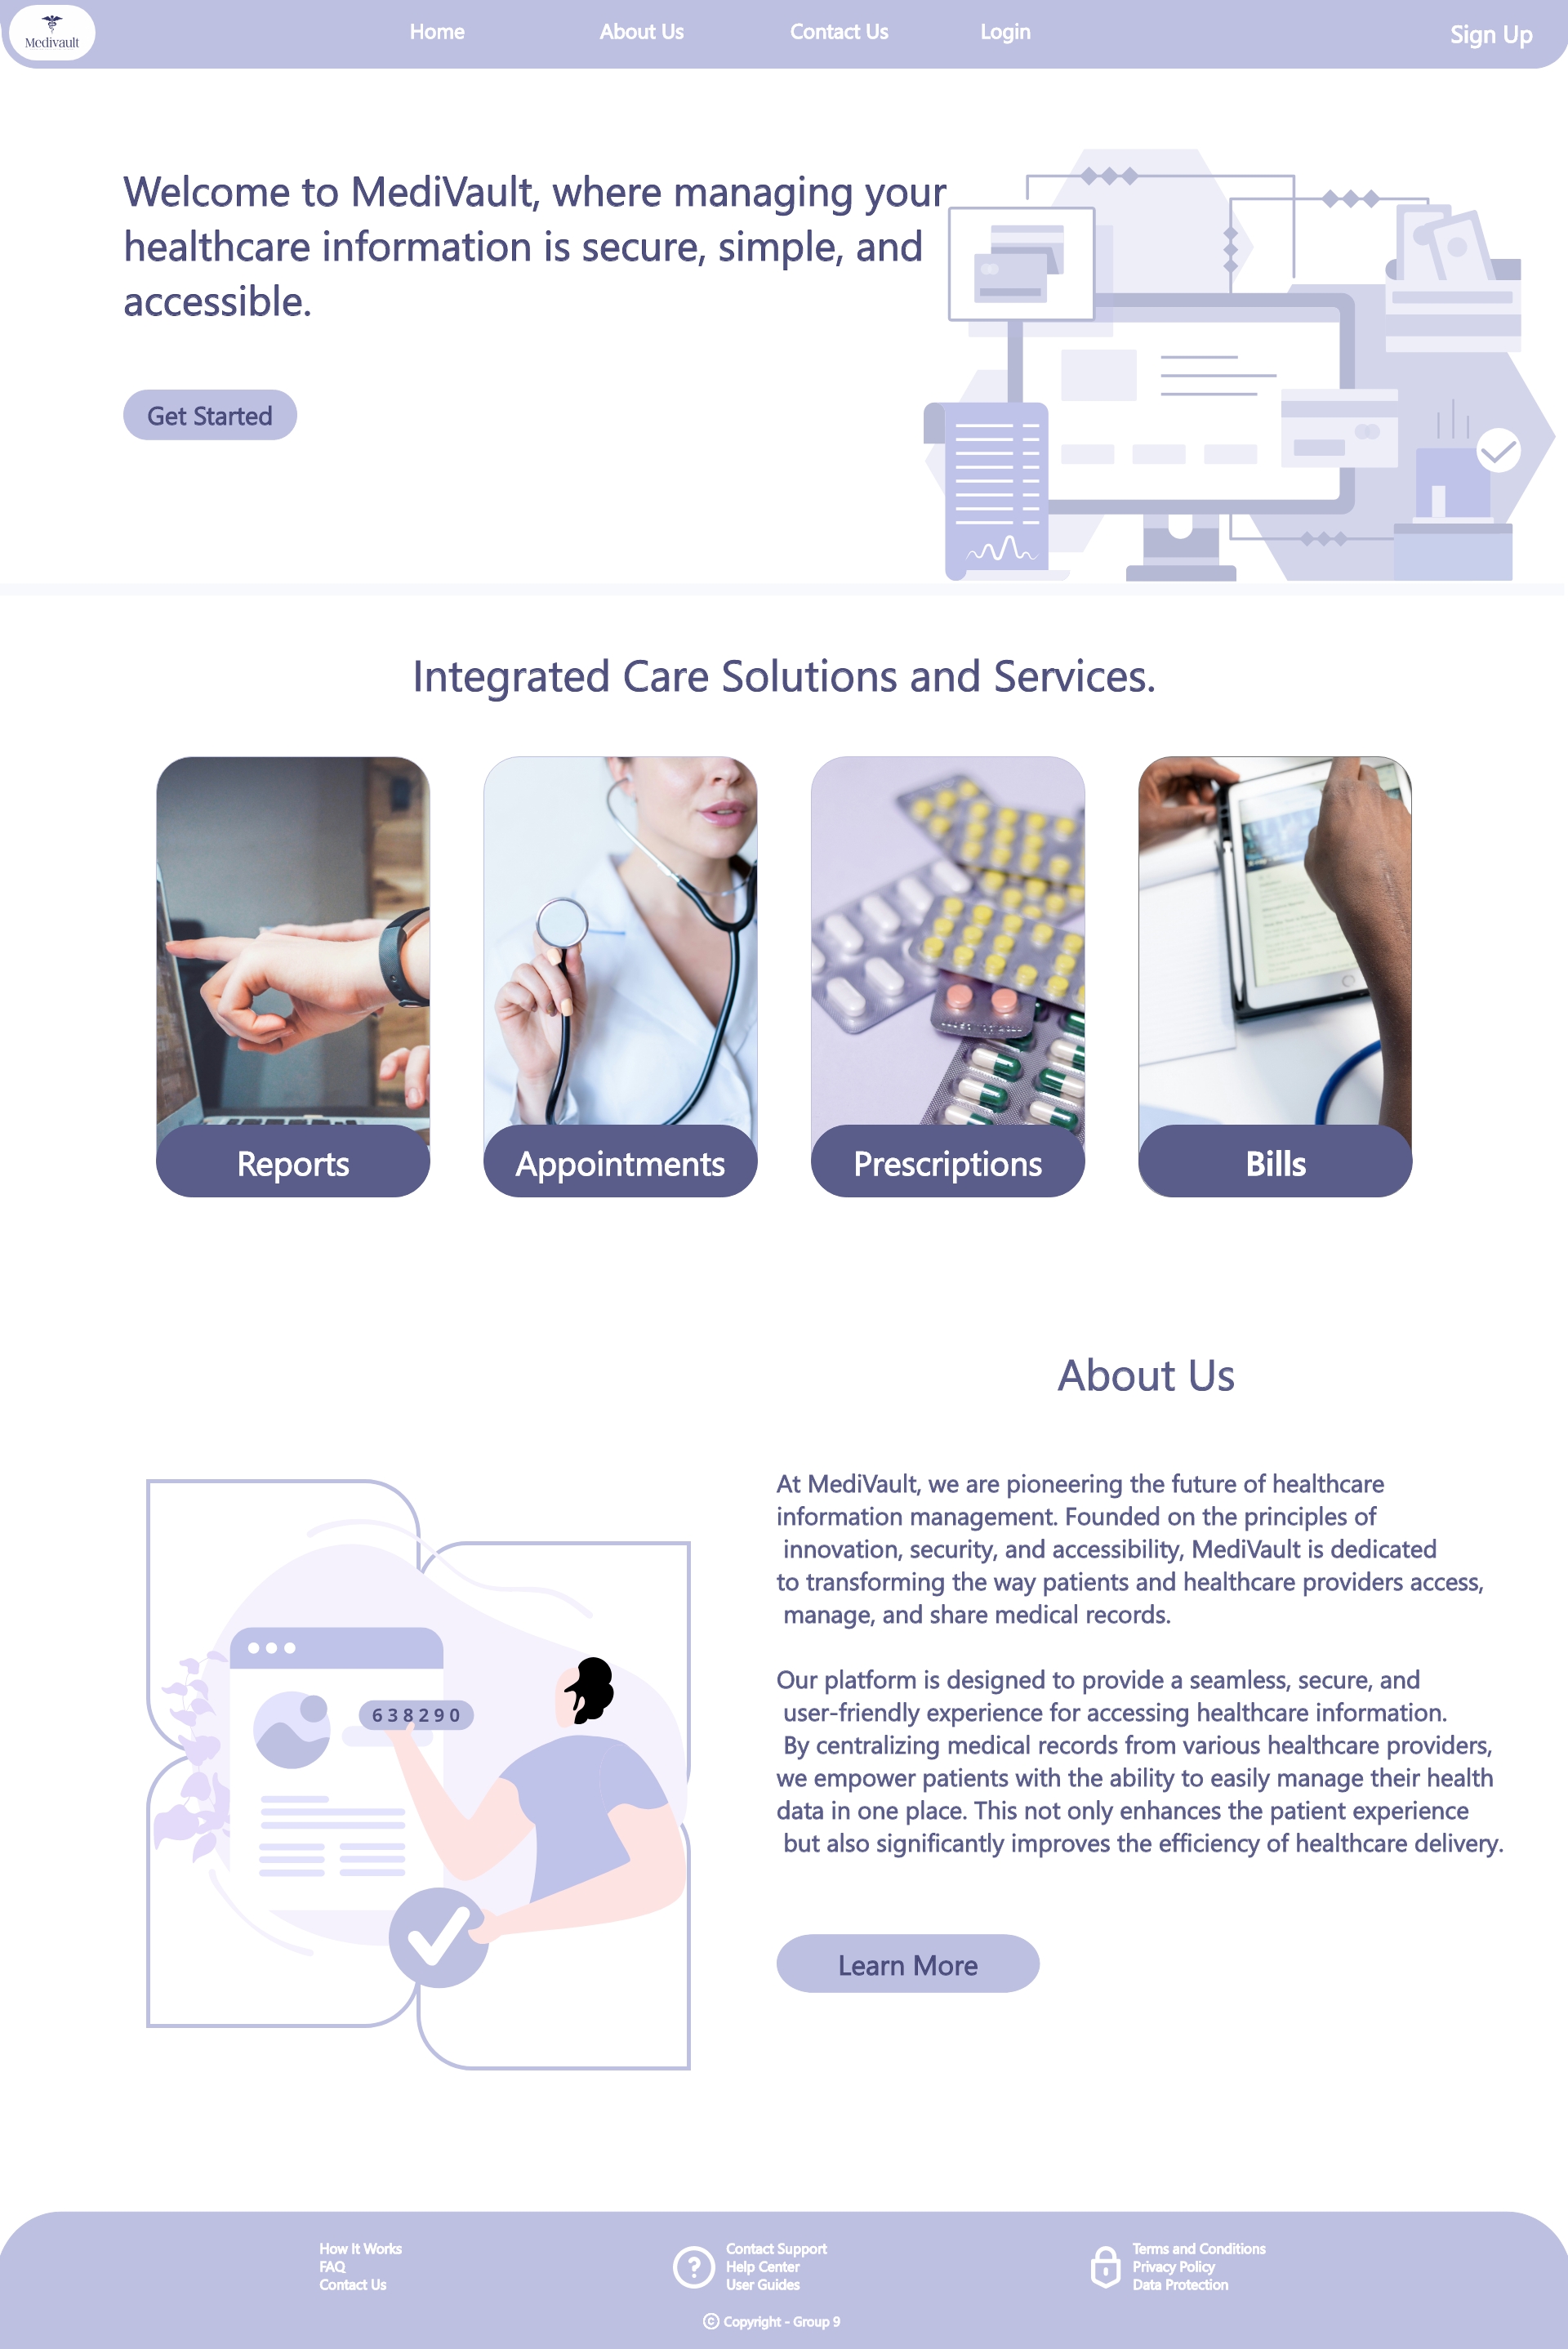 Medivault
Home
About Us
Contact Us
Login
Sign Up
Welcome to MediVault, where managing your
healthcare information is secure, simple, and
accessible.
Get Started
Integrated Care Solutions and Services.
Reports
Appointments
Prescriptions
Bills
About Us
At MediVault, we are pioneering the future of healthcare
information management. Founded on the principles of
innovation, security, and accessibility, MediVault is dedicated
to transforming the way patients and healthcare providers access,
manage, and share medical records.
Our platform is designed to provide a seamless, secure, and
user-friendly experience for accessing healthcare information.
By centralizing medical records from various healthcare providers,
we empower patients with the ability to easily manage their health
data in one place. This not only enhances the patient experience
but also significantly improves the efficiency of healthcare delivery.
638290
Learn More
How It Works
FAQ
Contact Us
Contact Support
Help Center
User Guides
Terms and Conditions
Privacy Policy
Data Protection
© Copyright - Group 9